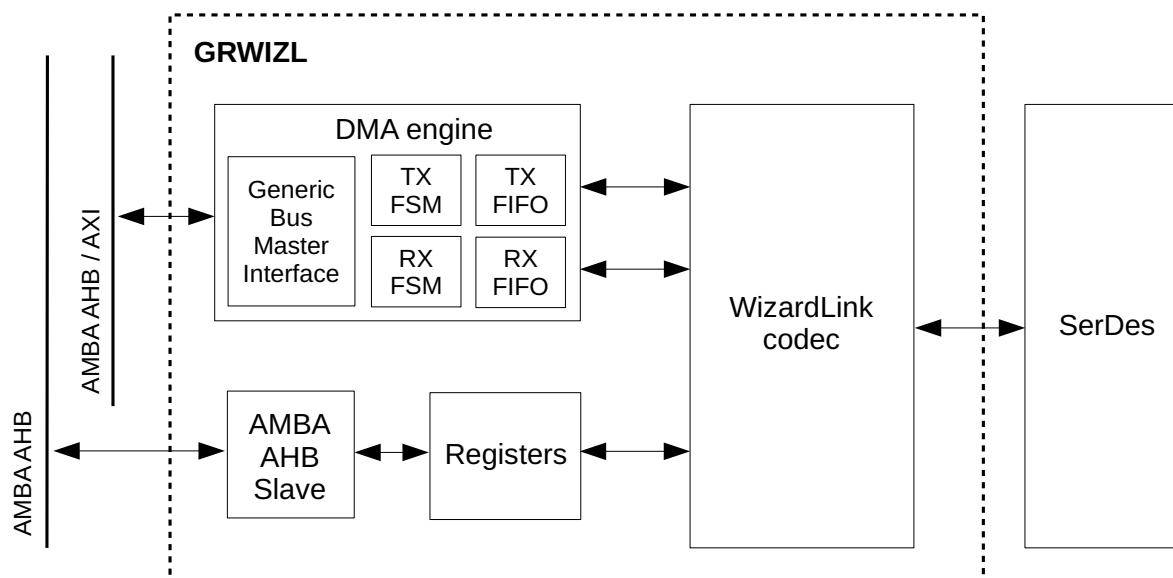 GRWIZL
DMA engine
Generic
Bus
Master
Interface
TX
FSM
TX
FIFO
RX
FSM
RX
FIFO
WizardLink
codec
SerDes
AMBA AHB / AXI
AMBA AHB
AMBA
AHB
Slave
Registers